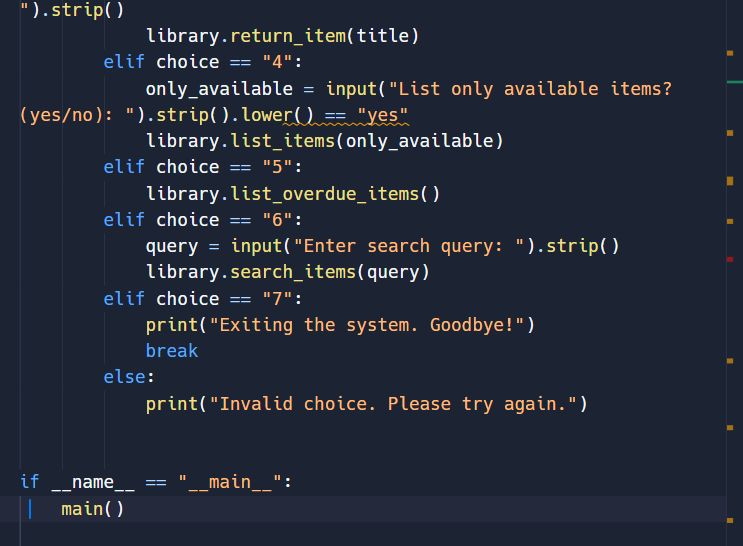 ").strip()
library.return_item(title)
elif choice == "4":
only_available = input("List only available items?
(yes/no): ").strip().lower() == "yes"
library.list_items(only_available)
elif choice == "5":
library.list_overdue_items()
elif choice == "6":
query = input("Enter search query: ").strip()
library.search_items(query)
elif choice == "7":
print("Exiting the system. Goodbye!")
break
else:
print("Invalid choice. Please try again.")
if __name__ == "__main__":
main()